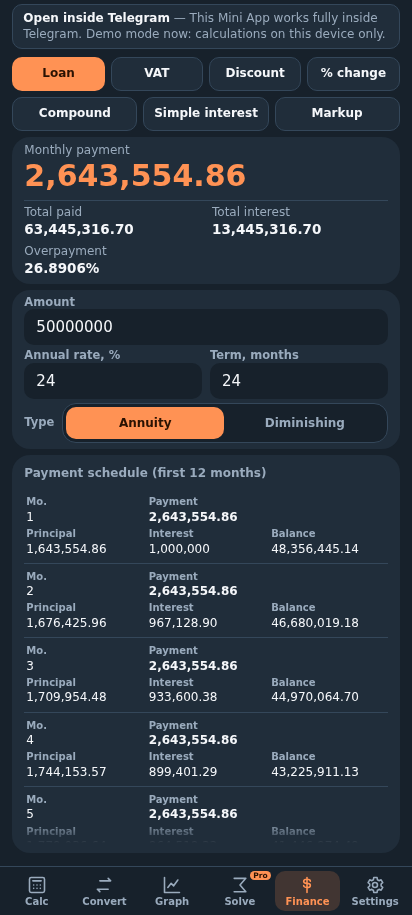 Open inside Telegram — This Mini App works fully inside
Telegram. Demo mode now: calculations on this device only.
Loan VAT Discount % change
Compound Simple interest Markup
Monthly payment
2,643,554.86
Total paid Total interest
63,445,316.70 13,445,316.70
Overpayment
26.8906%
Amount
50000000
Annual rate, % Term, months
24 24
Type Annuity Diminishing
Payment schedule (first 12 months)
Mo. Payment
1 2,643,554.86
Principal Interest Balance
1,643,554.86 1,000,000 48,356,445.14
Mo. Payment
2 2,643,554.86
Principal Interest Balance
1,676,425.96 967,128.90 46,680,019.18
Mo. Payment
3 2,643,554.86
Principal Interest Balance
1,709,954.48 933,600.38 44,970,064.70
Mo. Payment
4 2,643,554.86
Principal Interest Balance
1,744,153.57 899,401.29 43,225,911.13
Mo. Payment
5 2,643,554.86
Principal Interest Balance
Pro
Calc Convert Graph Solve Finance Settings